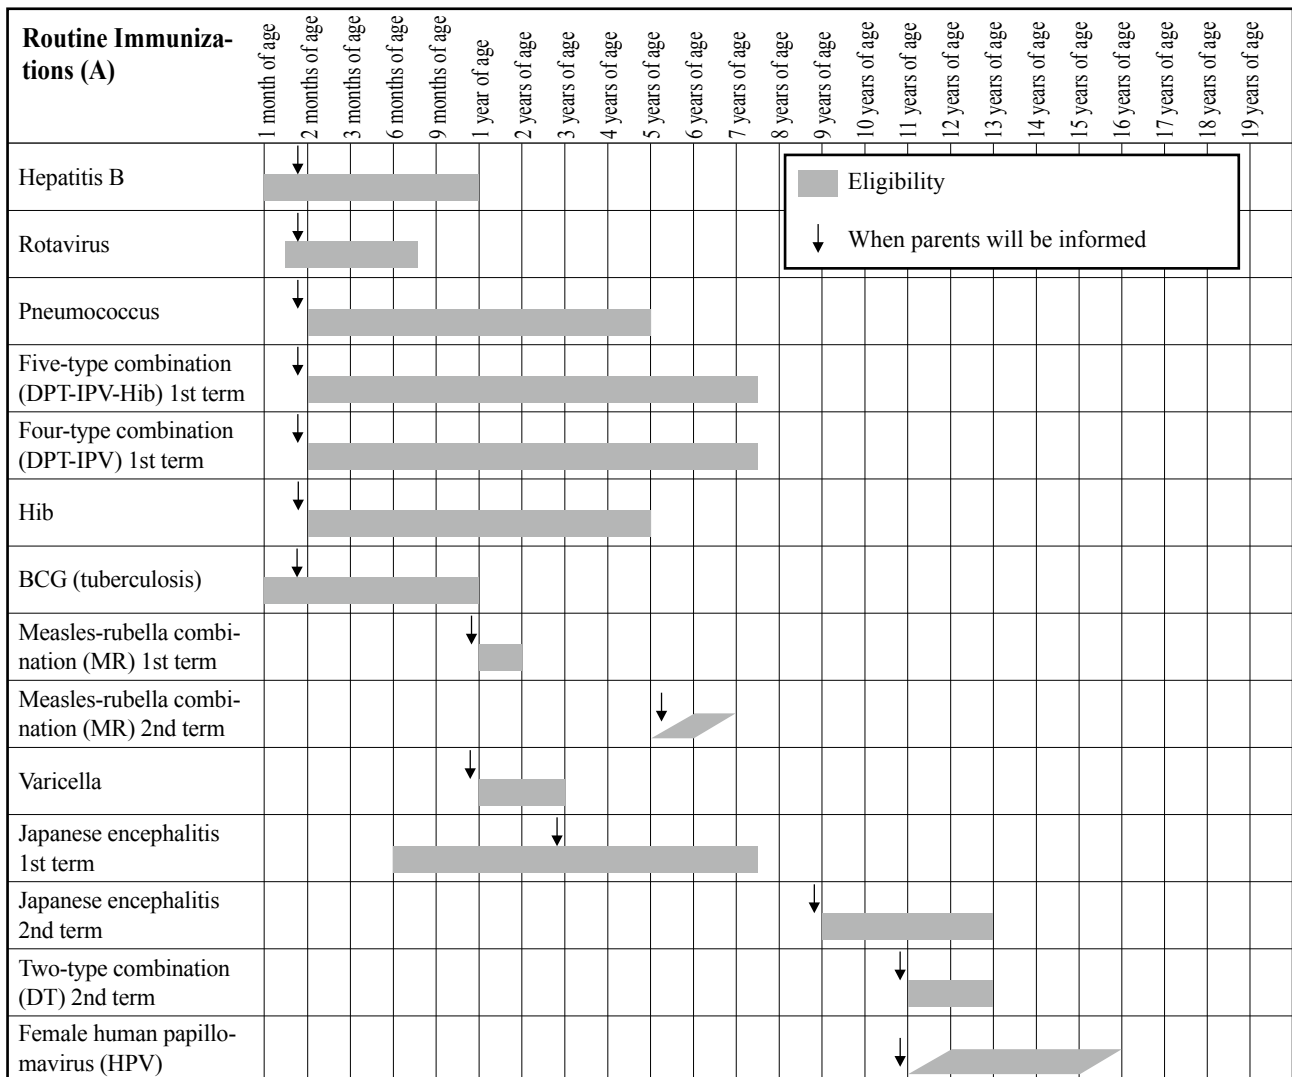 Routine Immuniza-
tions (A)
1 month of age
2 months of age
3 months of age
6 months of age
9 months of age
1 year of age
2 years of age
3 years of age
4 years of age
5 years of age
6 years of age
7 years of age
8 years of age
9 years of age
10 years of age
11 years of age
12 years of age
13 years of age
14 years of age
15 years of age
16 years of age
17 years of age
18 years of age
19 years of age
Eligibility
When parents will be informed
Hepatitis B
Rotavirus
Pneumococcus
Five-type combination
(DPT-IPV-Hib) 1st term
Four-type combination
(DPT-IPV) 1st term
Hib
BCG (tuberculosis)
Measles-rubella combi-
nation (MR) 1st term
Measles-rubella combi-
nation (MR) 2nd term
Varicella
Japanese encephalitis
1st term
Japanese encephalitis
2nd term
Two-type combination
(DT) 2nd term
Female human papillo-
mavirus (HPV)